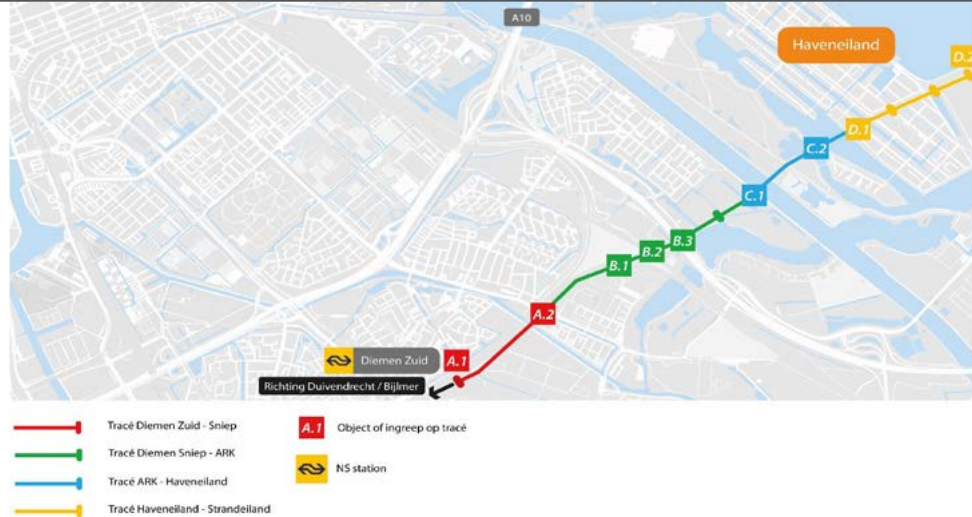 A10
Haveneiland
D.2
D.1
C.2
C.1
B.3
B.2
B.1
A.2
Diemen Zuid
A.1
Richting Duivendrecht / Bijlmer
Tracé Diemen Zuid - Sniep
A.1 Object of ingreep op tracé
Tracé Diemen Sniep - ARK
NS station
Tracé ARK - Haveneiland
Tracé Haveneiland - Strandeiland